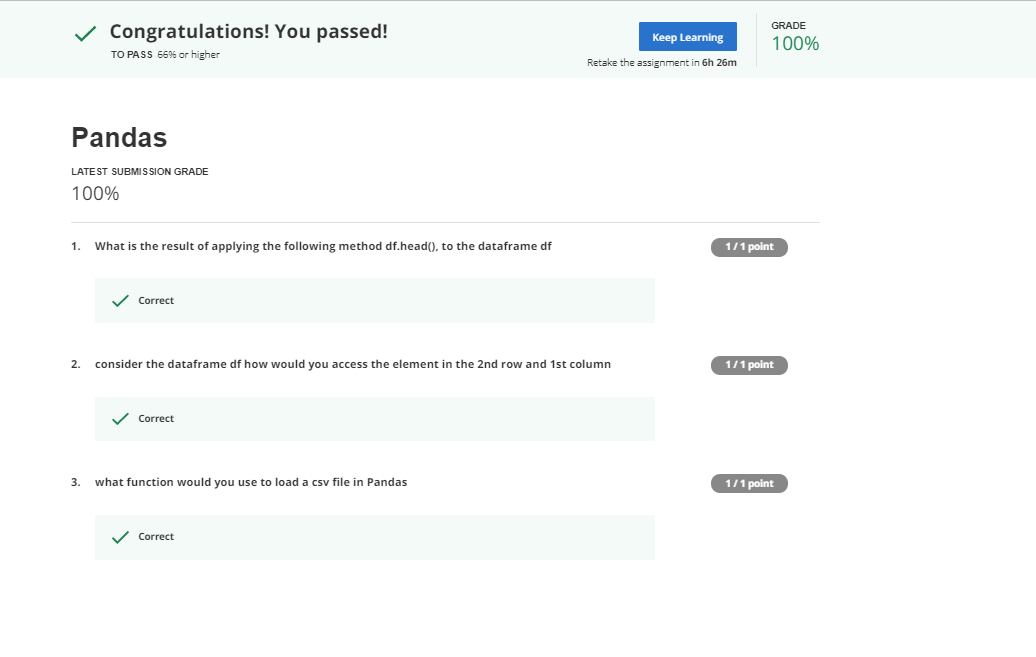 Congratulations! You passed!
TO PASS 66% or higher
Keep Learning
Retake the assignment in 6h 26m
GRADE
100%
Pandas
LATEST SUBMISSION GRADE
100%
1. What is the result of applying the following method df.head(), to the dataframe df
1 / 1 point
Correct
2. consider the dataframe df how would you access the element in the 2nd row and 1st column
1 / 1 point
Correct
3. what function would you use to load a csv file in Pandas
1 / 1 point
Correct